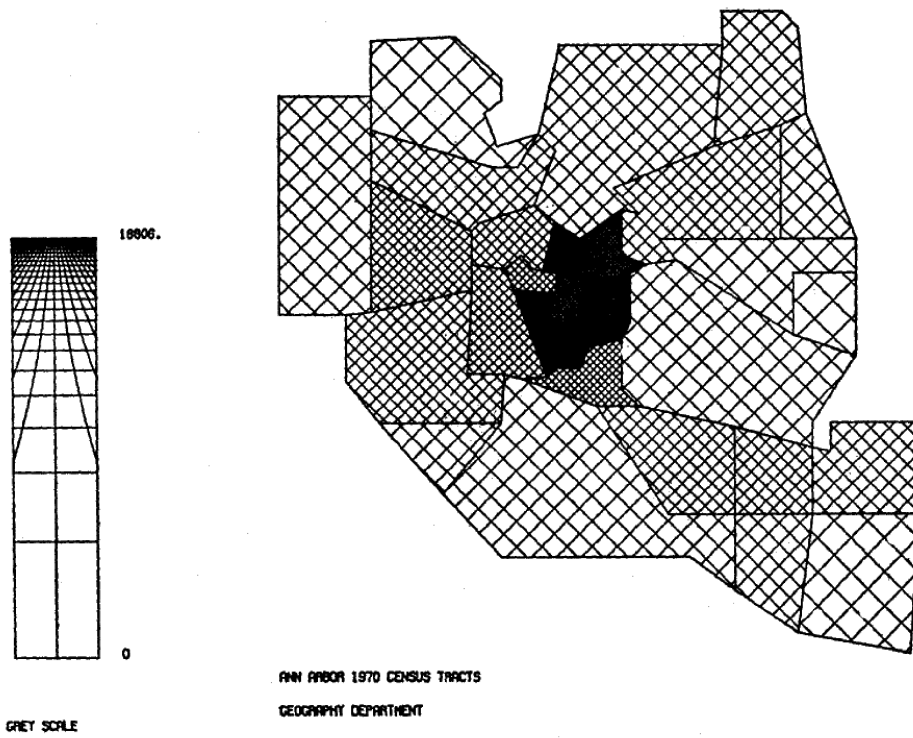 18806.
0
ANN ARBOR 1970 CENSUS TRACTS
GEOGRAPHY DEPARTMENT
GREY SCALE